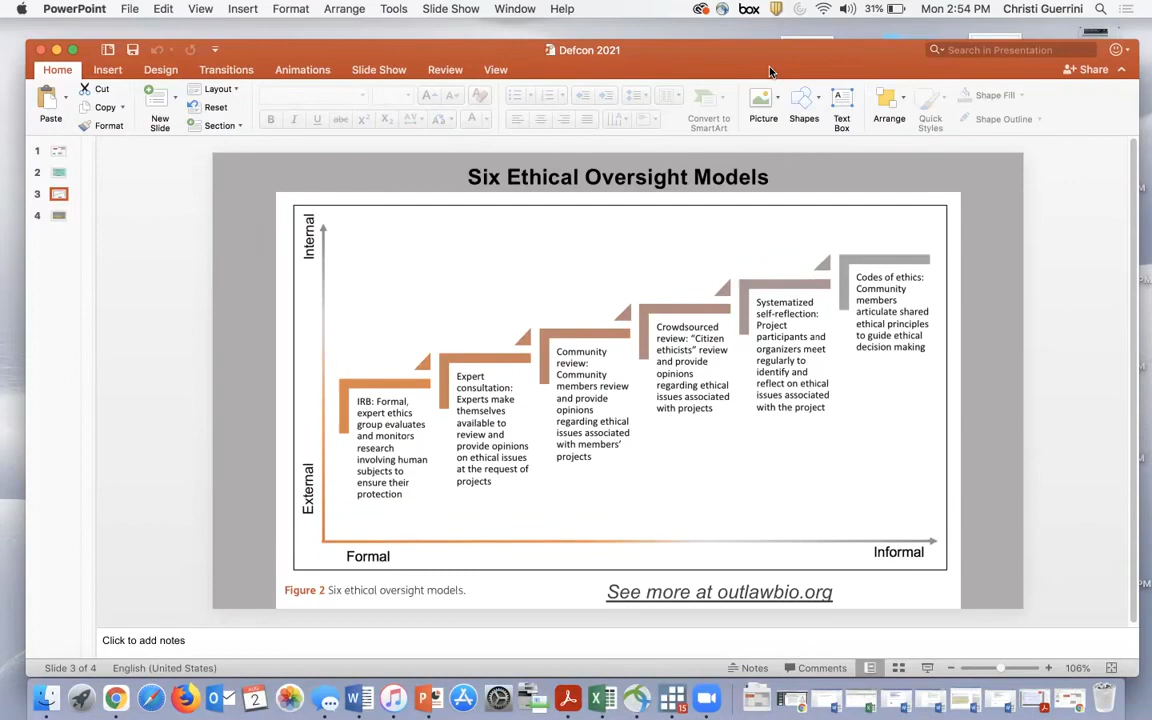 PowerPoint File Edit View Insert Format Arrange Tools Slide Show Window Help box 31% Mon 2:54 PM Christi Guerrini
Defcon 2021
Search in Presentation
Home Insert Design Transitions Animations Slide Show Review View
Share
Paste
Cut
Copy
Format
New
Slide
Layout
Reset
Section
B I U abc X² X₂ AV A
Convert to
SmartArt
Picture
Shapes
Text
Box
Arrange
Quick
Styles
Shape Fill
Shape Outline
1
2
3
4
Six Ethical Oversight Models
Internal
External
IRB: Formal,
expert ethics
group evaluates
and monitors
research
involving human
subjects to
ensure their
protection
Expert
consultation:
Experts make
themselves
available to
review and
provide opinions
on ethical issues
at the request of
projects
Community
review:
Community
members review
and provide
opinions
regarding ethical
issues associated
with members’
projects
Crowdsourced
review: “Citizen
ethicists” review
and provide
opinions
regarding ethical
issues associated
with projects
Systematized
self-reflection:
Project
participants and
organizers meet
regularly to
identify and
reflect on ethical
issues associated
with the project
Codes of ethics:
Community
members
articulate shared
ethical principles
to guide ethical
decision making
Formal
Informal
Figure 2 Six ethical oversight models.
See more at outlawbio.org
Click to add notes
Slide 3 of 4 English (United States)
Notes Comments 106%
AUG
2
15